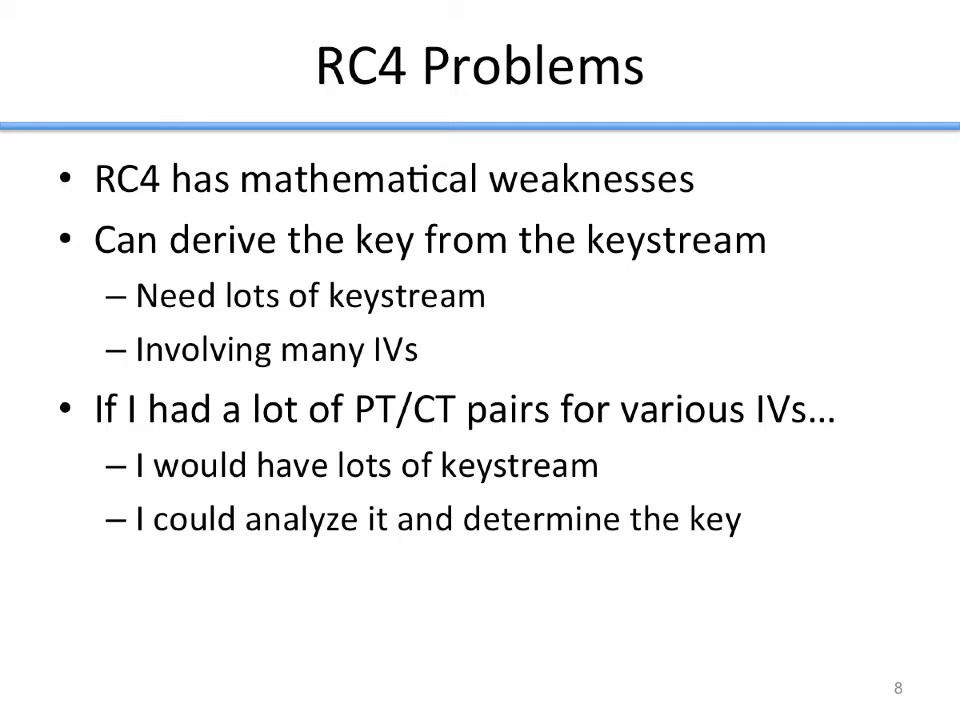 RC4 Problems
• RC4 has mathematical weaknesses
• Can derive the key from the keystream
– Need lots of keystream
– Involving many IVs
• If I had a lot of PT/CT pairs for various IVs...
– I would have lots of keystream
– I could analyze it and determine the key
8